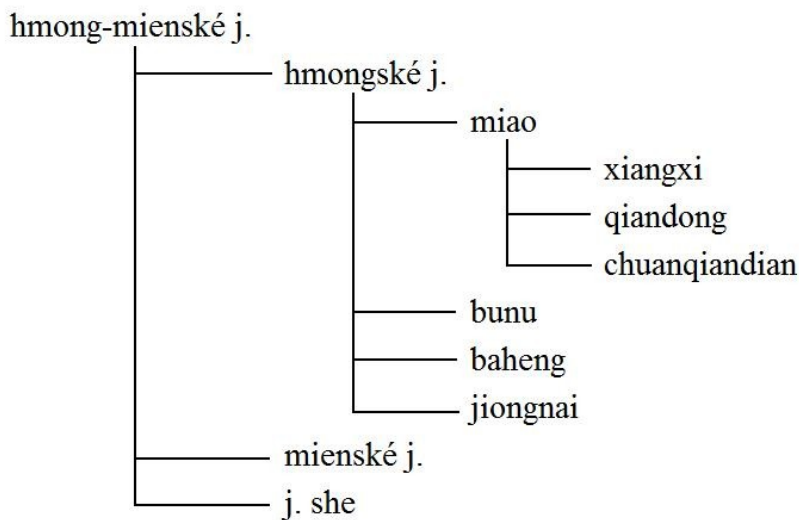 hmong-mienské j.
hmongské j.
miao
xiangxi
qiandong
chuanqiandian
bunu
baheng
jiongnai
mienské j.
j. she